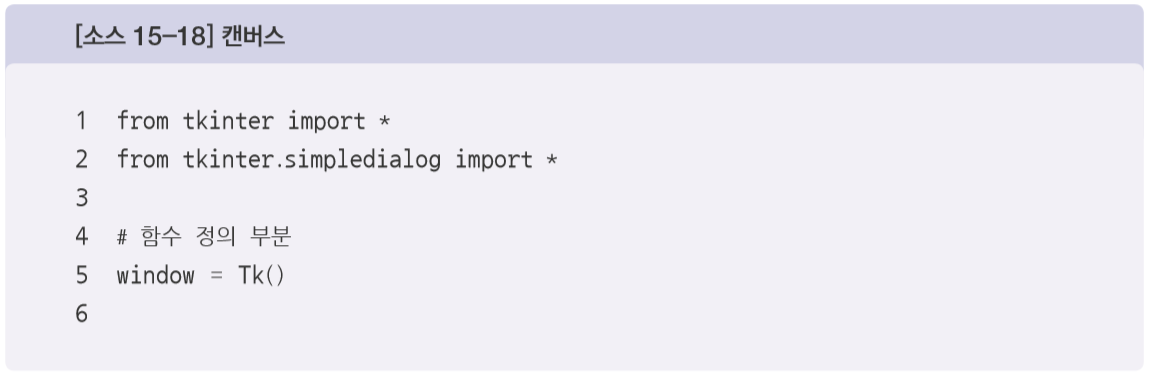 [소스 15–18] 캔버스
1 from tkinter import *
2 from tkinter.simpledialog import *
3
4 # 함수 정의 부분
5 window = Tk()
6